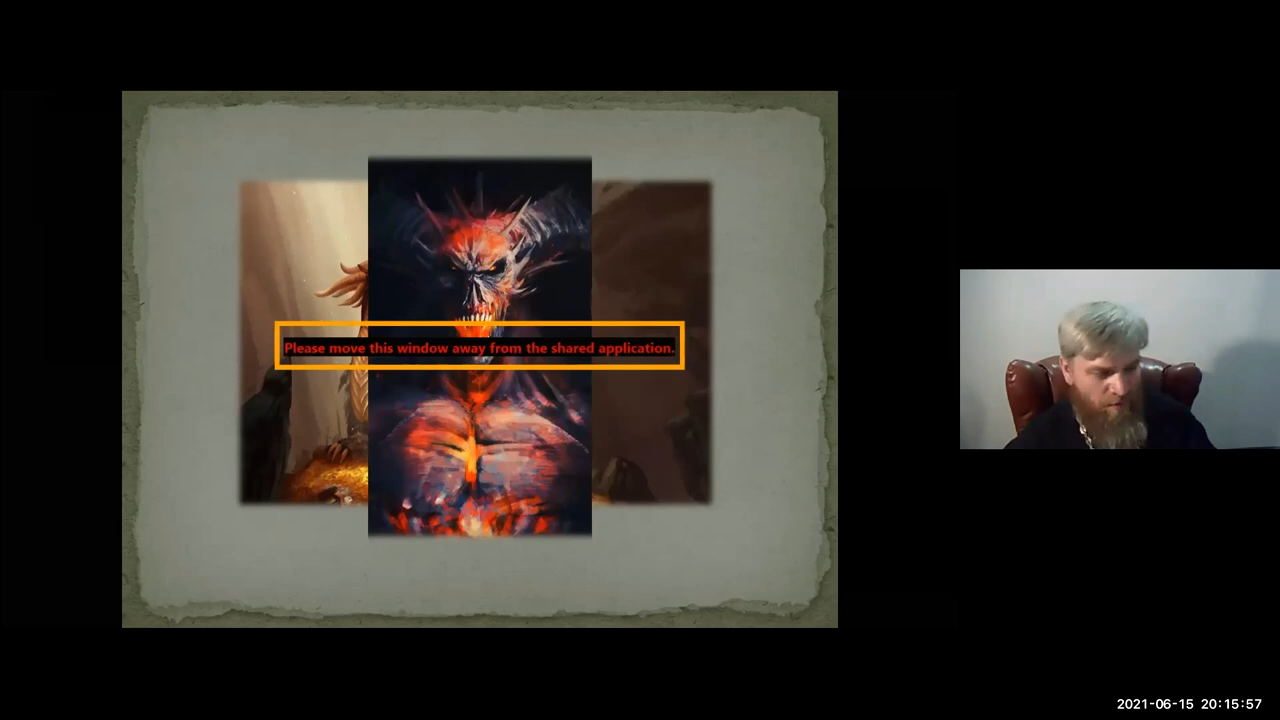 Please move this window away from the shared application.
2021-06-15 20:15:57